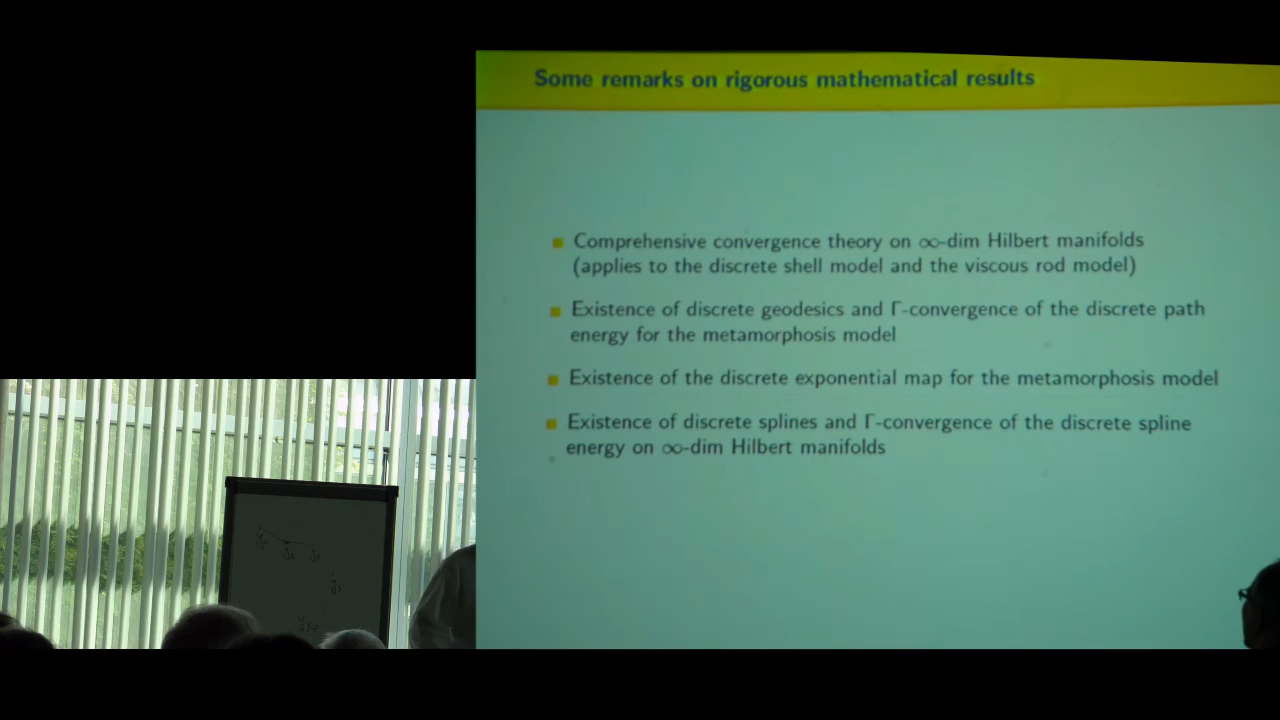 Some remarks on rigorous mathematical results
Comprehensive convergence theory on ∞-dim Hilbert manifolds
(applies to the discrete shell model and the viscous rod model)
Existence of discrete geodesics and Γ-convergence of the discrete path
energy for the metamorphosis model
Existence of the discrete exponential map for the metamorphosis model
Existence of discrete splines and Γ-convergence of the discrete spline
energy on ∞-dim Hilbert manifolds